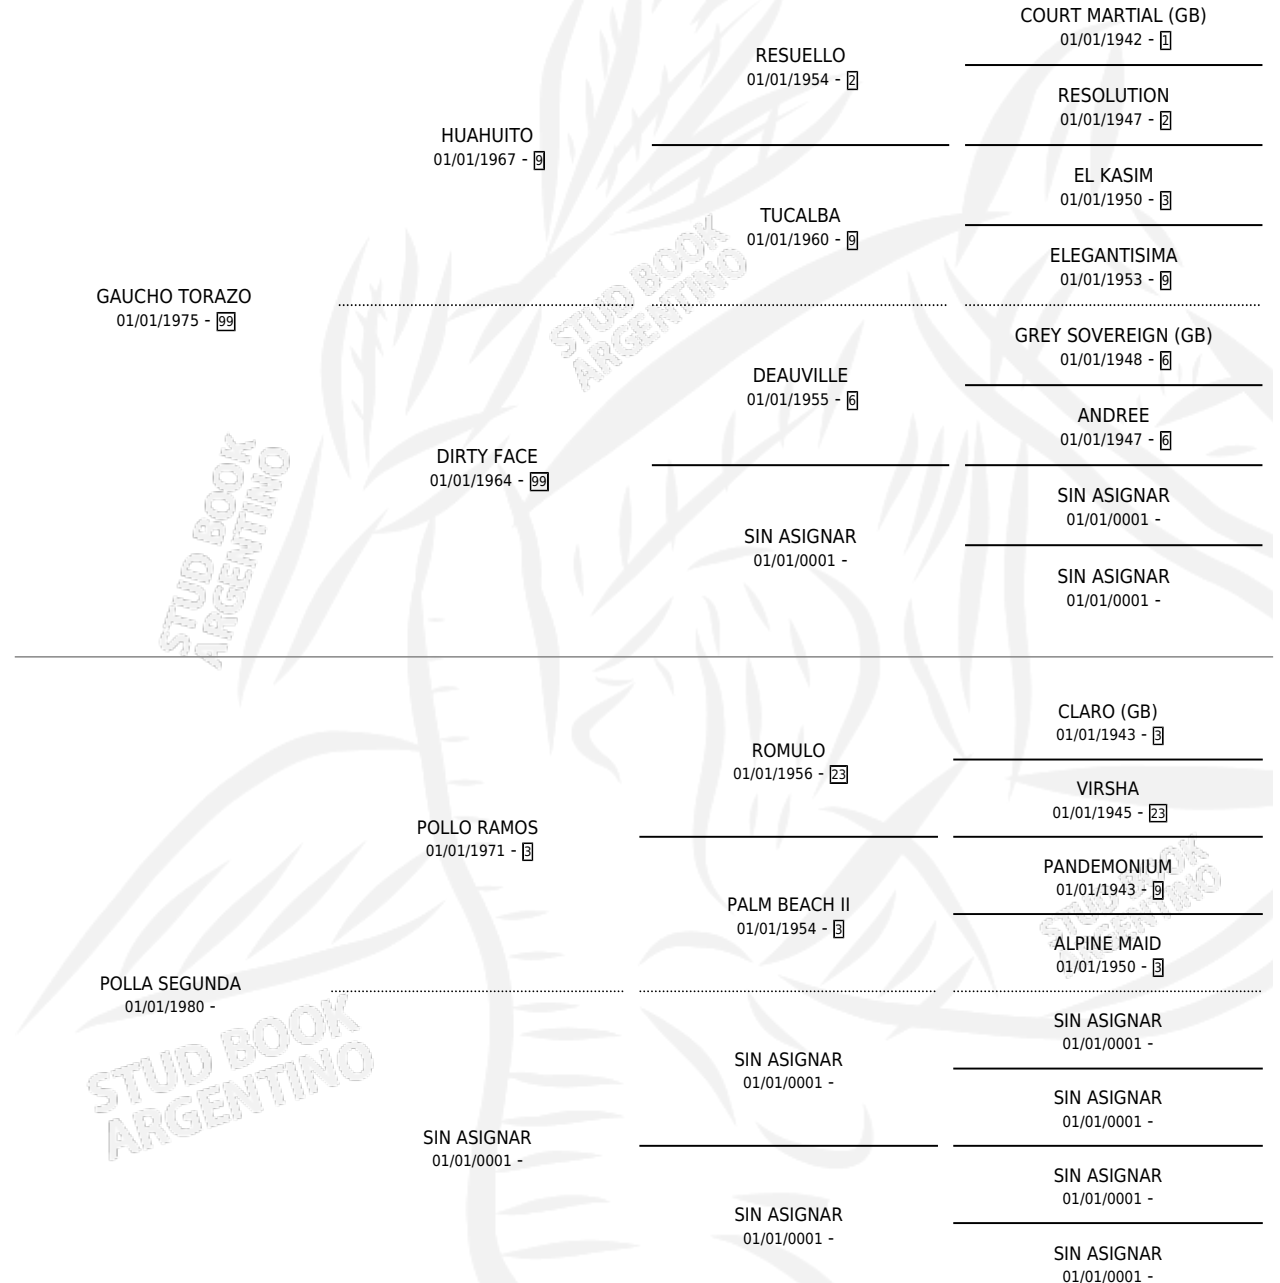 COURT MARTIAL (GB)
01/01/1942 - 1
RESUELLO
01/01/1954 - 2
RESOLUTION
01/01/1947 - 2
HUAHUITO
01/01/1967 - 9
EL KASIM
01/01/1950 - 3
TUCALBA
01/01/1960 - 9
ELEGANTISIMA
01/01/1953 - 9
GAUCHO TORAZO
01/01/1975 - 99
STUD BOOK
ARGENTINO
GREY SOVEREIGN (GB)
01/01/1948 - 6
DEAUVILLE
01/01/1955 - 6
ANDREE
01/01/1947 - 6
DIRTY FACE
01/01/1964 - 99
SIN ASIGNAR
01/01/0001 -
SIN ASIGNAR
01/01/0001 -
SIN ASIGNAR
01/01/0001 -
STUD BOOK
ARGENTINO
CLARO (GB)
01/01/1943 - 3
ROMULO
01/01/1956 - 23
VIRSHA
01/01/1945 - 23
POLLO RAMOS
01/01/1971 - 3
PANDEMONIUM
01/01/1943 - 9
PALM BEACH II
01/01/1954 - 3
ALPINE MAID
01/01/1950 - 3
STUD BOOK
ARGENTINO
POLLA SEGUNDA
01/01/1980 -
SIN ASIGNAR
01/01/0001 -
SIN ASIGNAR
01/01/0001 -
SIN ASIGNAR
01/01/0001 -
STUD BOOK
ARGENTINO
SIN ASIGNAR
01/01/0001 -
SIN ASIGNAR
01/01/0001 -
SIN ASIGNAR
01/01/0001 -
SIN ASIGNAR
01/01/0001 -